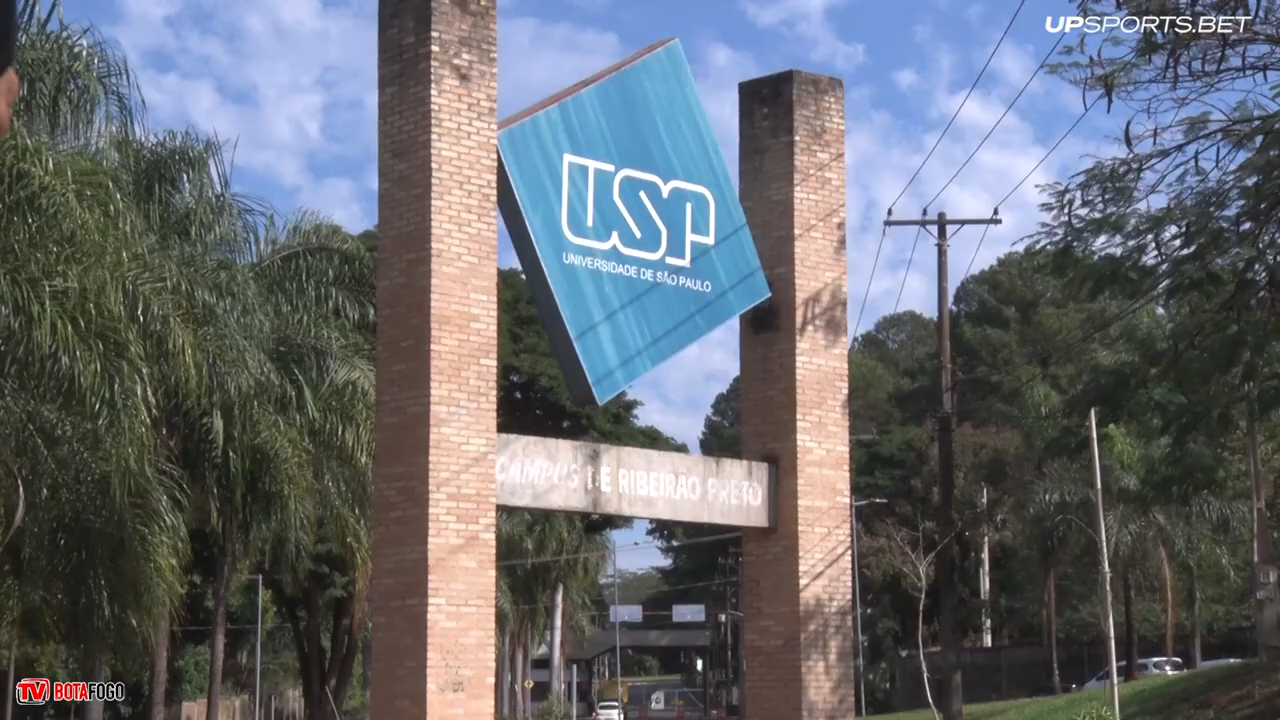 UPSPORTS.BET
USP
UNIVERSIDADE DE SÃO PAULO
CAMPUS DE RIBEIRÃO PRETO
TV BOTAFOGO